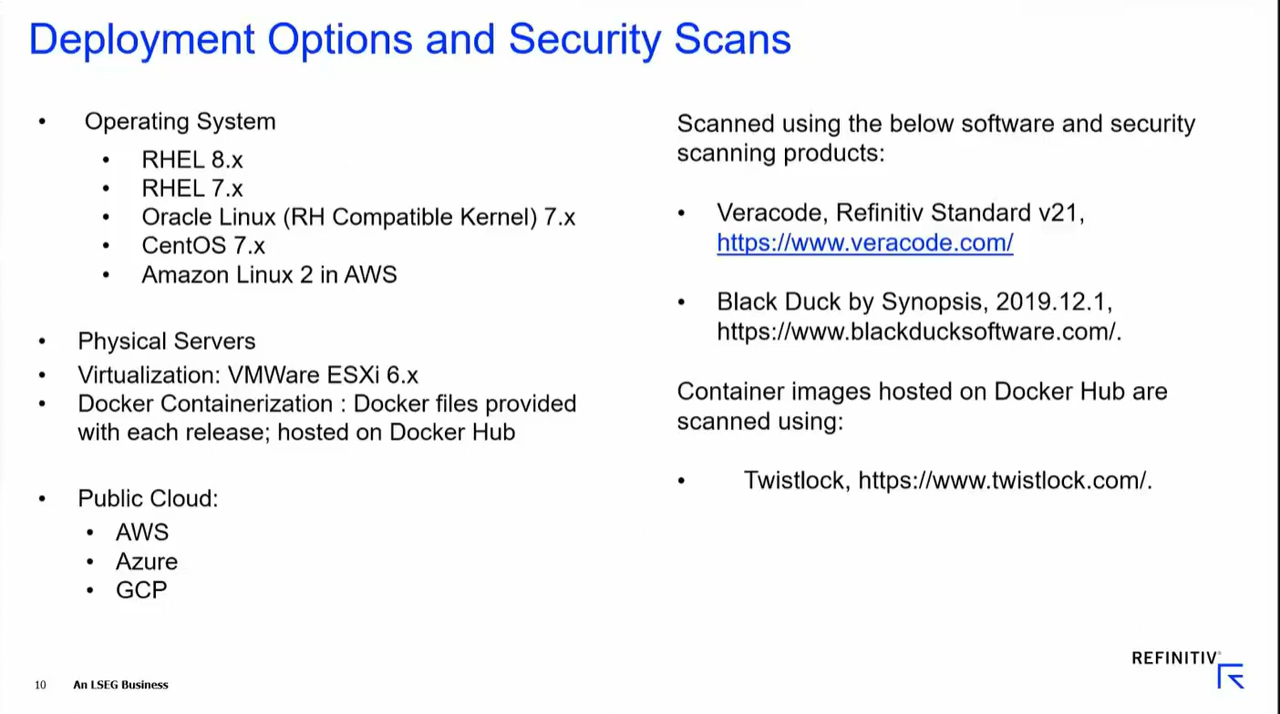 Deployment Options and Security Scans
• Operating System
• RHEL 8.x
• RHEL 7.x
• Oracle Linux (RH Compatible Kernel) 7.x
• CentOS 7.x
• Amazon Linux 2 in AWS
• Physical Servers
• Virtualization: VMWare ESXi 6.x
• Docker Containerization : Docker files provided
with each release; hosted on Docker Hub
• Public Cloud:
• AWS
• Azure
• GCP
Scanned using the below software and security
scanning products:
• Veracode, Refinitiv Standard v21,
https://www.veracode.com/
• Black Duck by Synopsis, 2019.12.1,
https://www.blackducksoftware.com/.
Container images hosted on Docker Hub are
scanned using:
• Twistlock, https://www.twistlock.com/.
REFINITIV
10 An LSEG Business